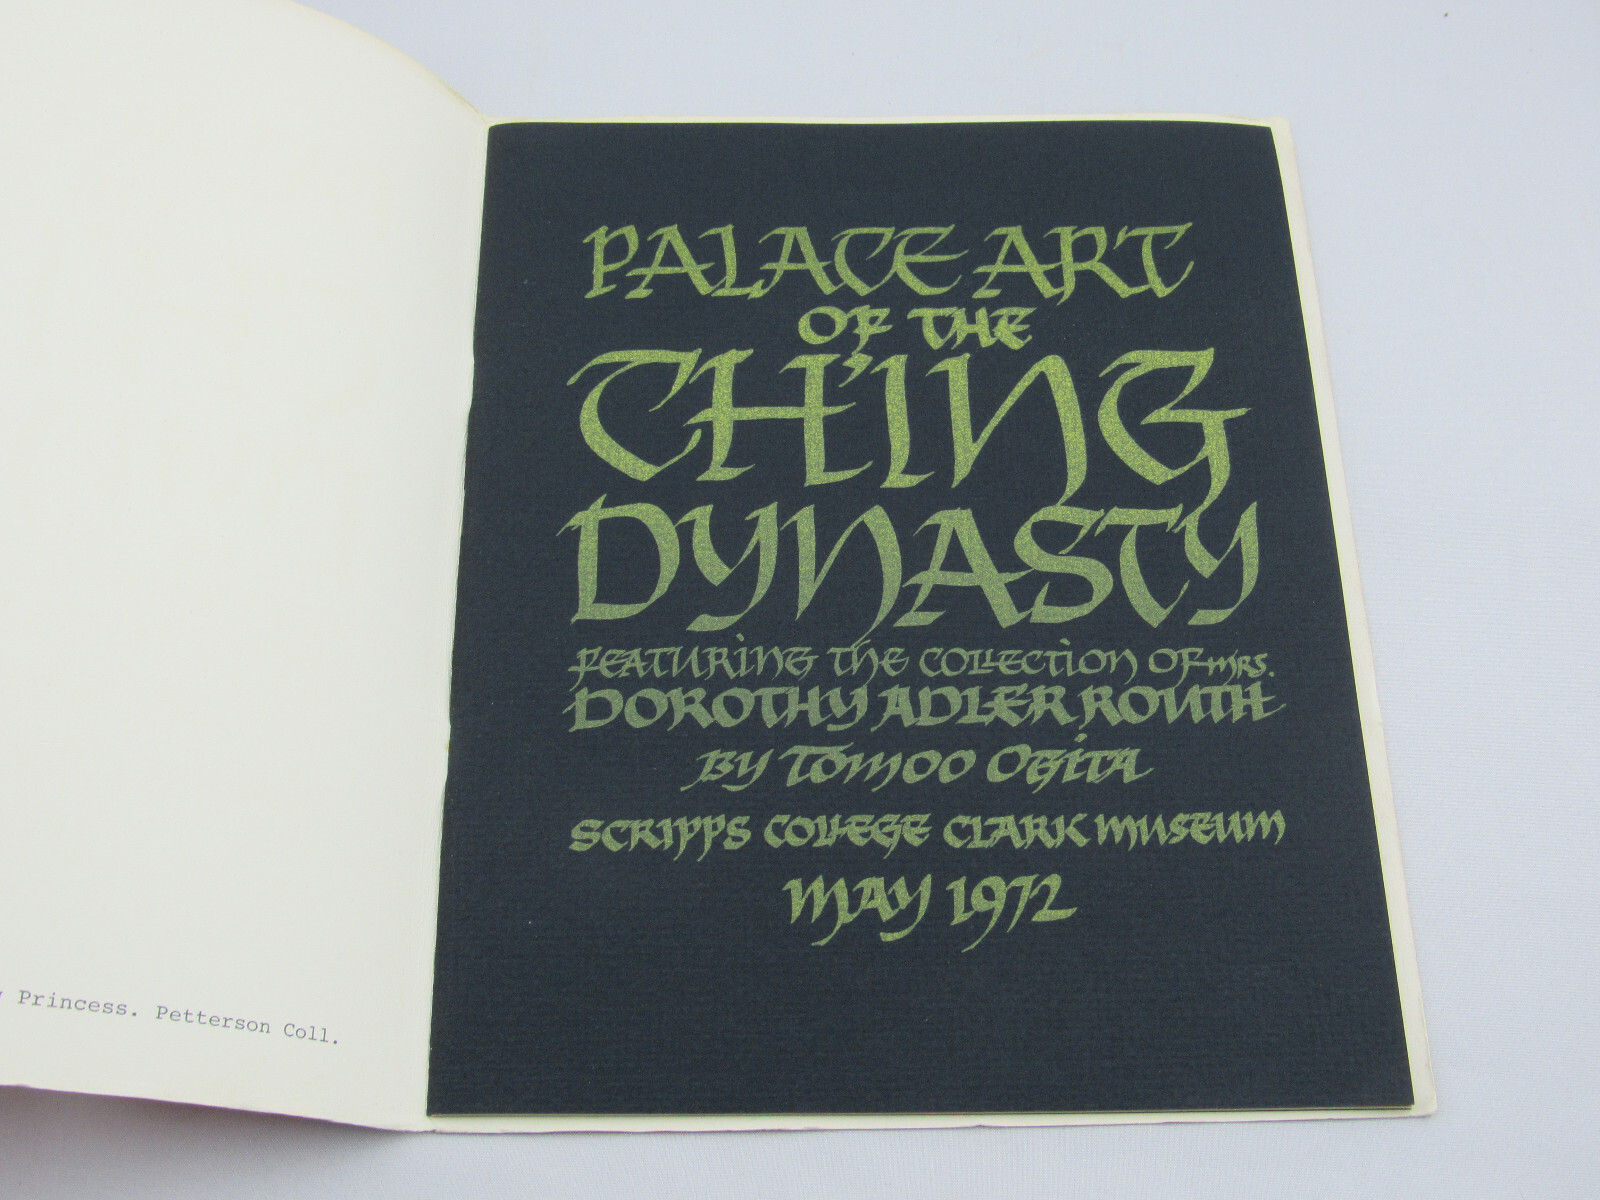 Princess. Petterson Coll.
PALACE ART
OF THE
CH'ING
DYNASTY
FEATURING THE COLLECTION OF MRS.
DOROTHY ADLER ROUTH
BY TOMOO OGITA
SCRIPPS COLLEGE CLARK MUSEUM
MAY 1972